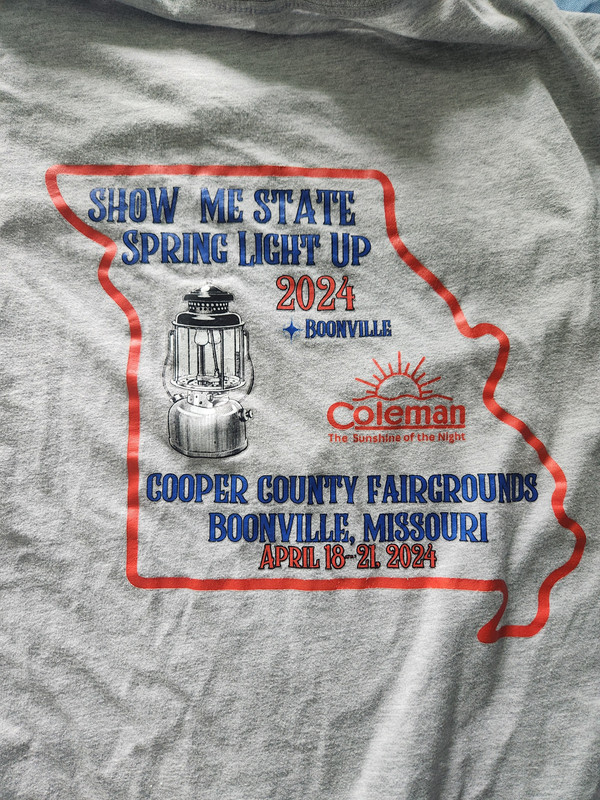 SHOW ME STATE
SPRING LIGHT UP
2024
BOONVILLE
Coleman
The Sunshine of the Night
COOPER COUNTY FAIRGROUNDS
BOONVILLE, MISSOURI
APRIL 18-21, 2024